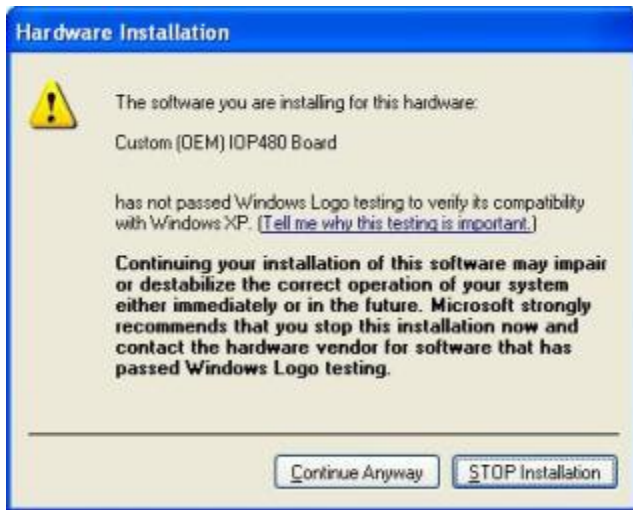 Hardware Installation
The software you are installing for this hardware:
Custom (OEM) IOP480 Board
has not passed Windows Logo testing to verify its compatibility
with Windows XP. (Tell me why this testing is important.)
Continuing your installation of this software may impair
or destabilize the correct operation of your system
either immediately or in the future. Microsoft strongly
recommends that you stop this installation now and
contact the hardware vendor for software that has
passed Windows Logo testing.
Continue Anyway
STOP Installation